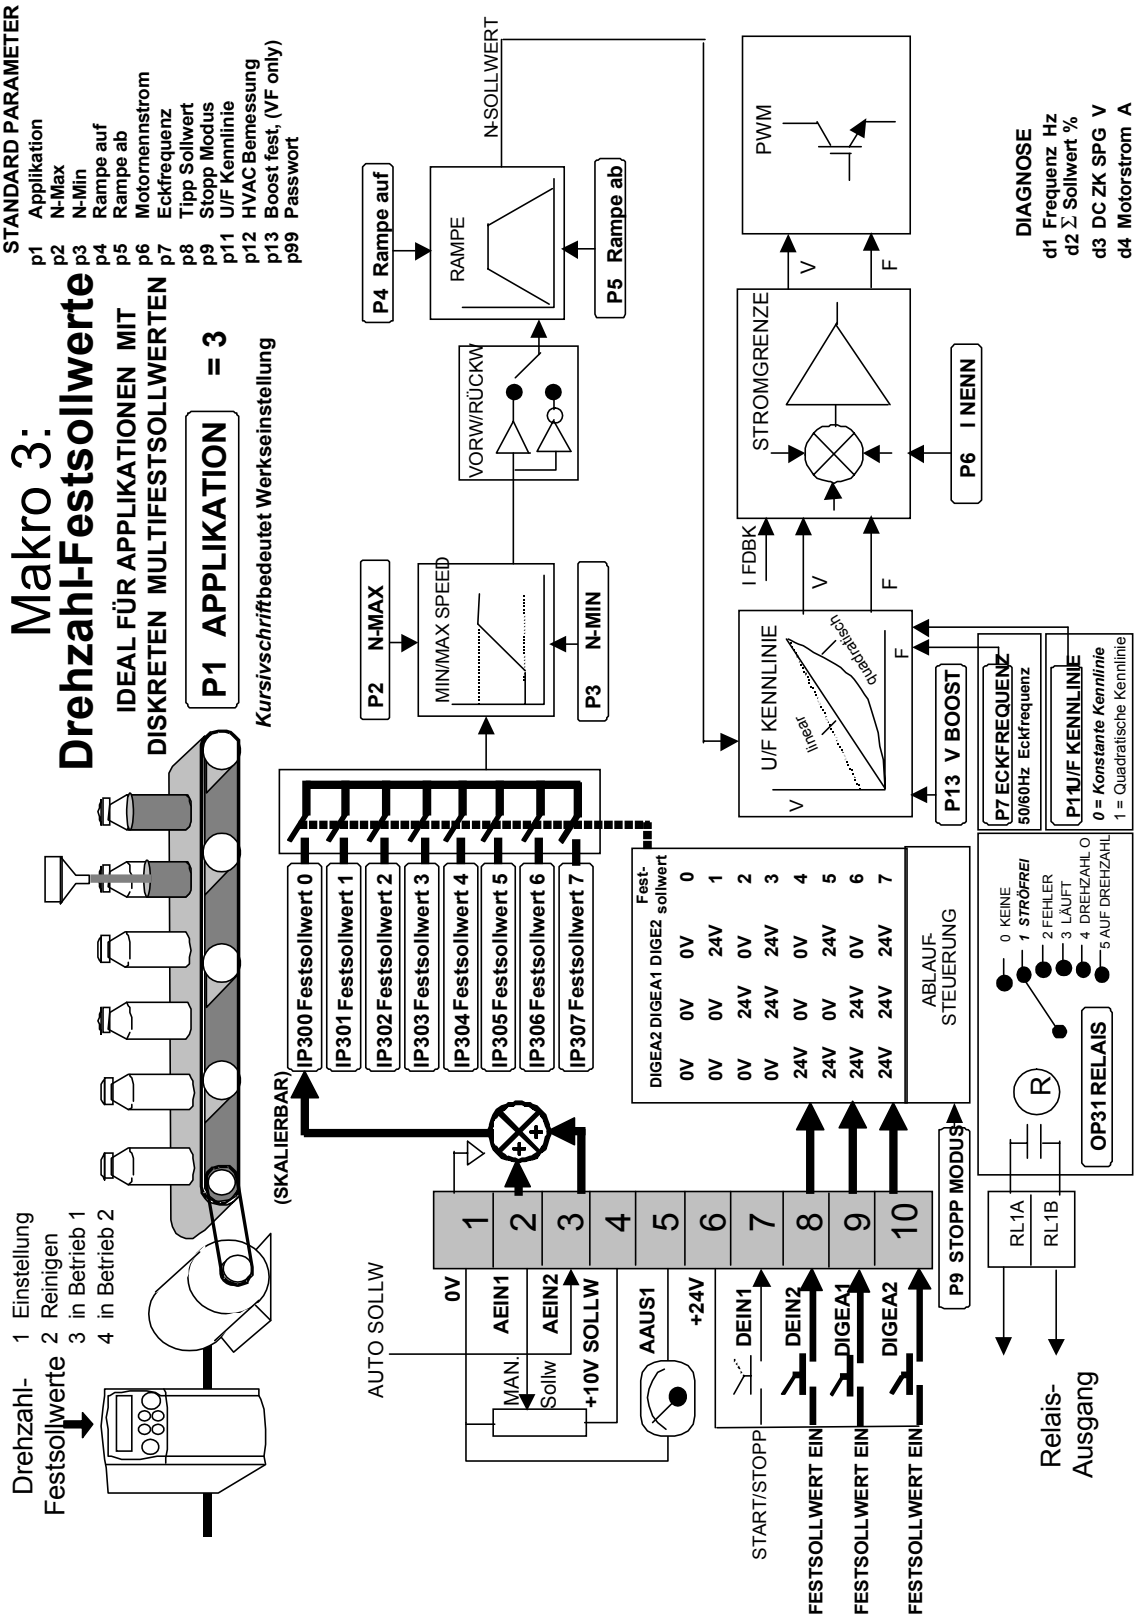 Makro 3:
Drehzahl-Festsollwerte
IDEAL FÜR APPLIKATIONEN MIT
DISKRETEN MULTIFESTSOLLWERTEN
P1 APPLIKATION = 3
Kursivschriftbedeutet Werkseinstellung
STANDARD PARAMETER
p1 Applikation
p2 N-Max
p3 N-Min
p4 Rampe auf
p5 Rampe ab
p6 Motornennstrom
p7 Eckfrequenz
p8 Tipp Sollwert
p9 Stopp Modus
p11 U/F Kennlinie
p12 HVAC Bemessung
p13 Boost fest, (VF only)
p99 Passwort
Drehzahl-
Festsollwerte
1 Einstellung
2 Reinigen
3 in Betrieb 1
4 in Betrieb 2
(SKALIERBAR)
IP300 Festsollwert 0
IP301 Festsollwert 1
IP302 Festsollwert 2
IP303 Festsollwert 3
IP304 Festsollwert 4
IP305 Festsollwert 5
IP306 Festsollwert 6
IP307 Festsollwert 7
P2 N-MAX
MIN/MAX SPEED
P3 N-MIN
VORW/RÜCKW
P4 Rampe auf
RAMPE
P5 Rampe ab
N-SOLLWERT
AUTO SOLLW
MAN.
Sollw
0V
AEIN1
AEIN2
+10V SOLLW
AAUS1
+24V
DEIN1
DEIN2
DIGEA1
DIGEA2
1
2
3
4
5
6
7
8
9
10
+
+
START/STOPP
FESTSOLLWERT EIN
FESTSOLLWERT EIN
FESTSOLLWERT EIN
DIGEA2 DIGEA1 DIGE2 Fest-
sollwert
0V 0V 0V 0
0V 0V 24V 1
0V 24V 0V 2
0V 24V 24V 3
24V 0V 0V 4
24V 0V 24V 5
24V 24V 0V 6
24V 24V 24V 7
ABLAUF-
STEUERUNG
P9 STOPP MODUS
U/F KENNLINIE
V
linear
quadratisch
F
P13 V BOOST
P7 ECKFREQUENZ
50/60Hz Eckfrequenz
P11U/F KENNLINIE
0 = Konstante Kennlinie
1 = Quadratische Kennlinie
I FDBK
V
F
STROMGRENZE
P6 I NENN
V
F
PWM
Relais-
Ausgang
RL1A
RL1B
R
OP31 RELAIS
0 KEINE
1 STRÖFREI
2 FEHLER
3 LÄUFT
4 DREHZAHL O
5 AUF DREHZAHL
DIAGNOSE
d1 Frequenz Hz
d2 Σ Sollwert %
d3 DC ZK SPG V
d4 Motorstrom A